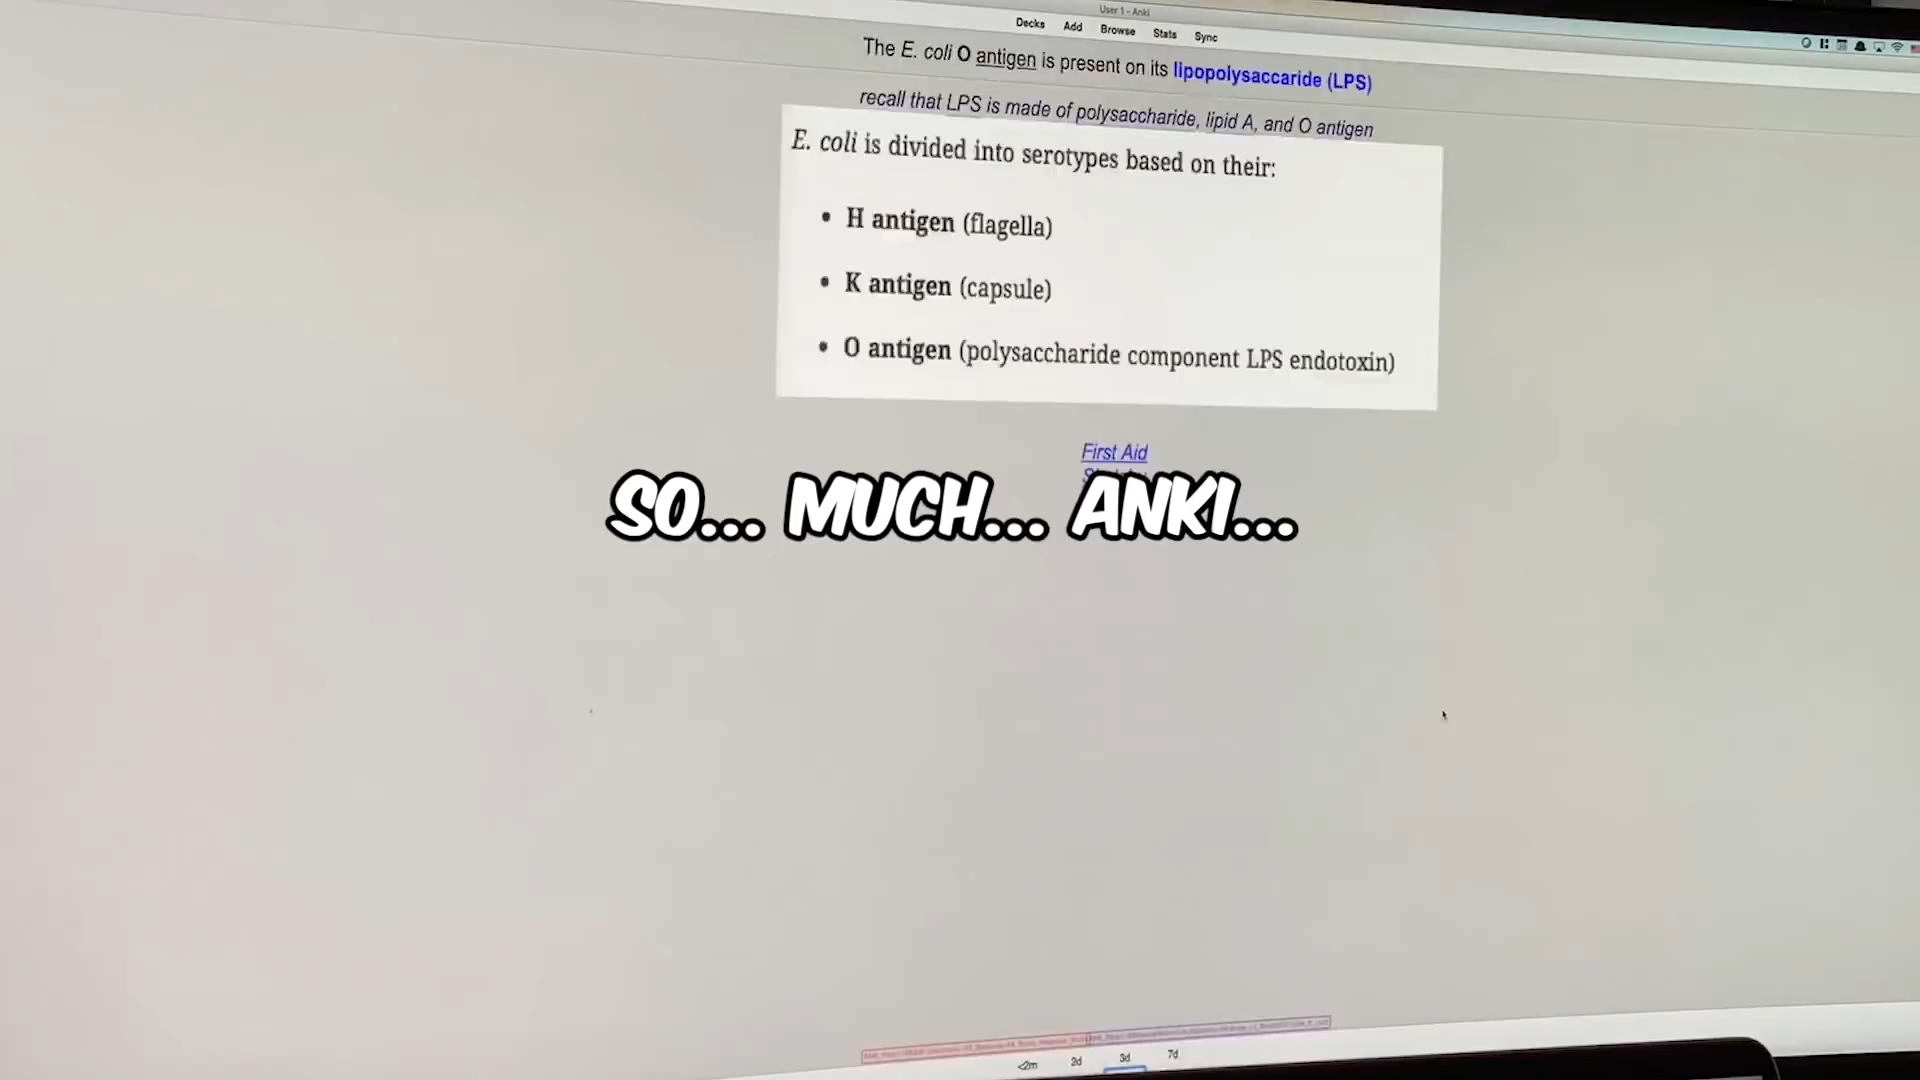 User 1 - Anki
Decks Add Browse Stats Sync
The E. coli O antigen is present on its lipopolysaccaride (LPS)
recall that LPS is made of polysaccharide, lipid A, and O antigen
E. coli is divided into serotypes based on their:
• H antigen (flagella)
• K antigen (capsule)
• O antigen (polysaccharide component LPS endotoxin)
First Aid
SO... MUCH... ANKI...
<2m 2d 3d 7d